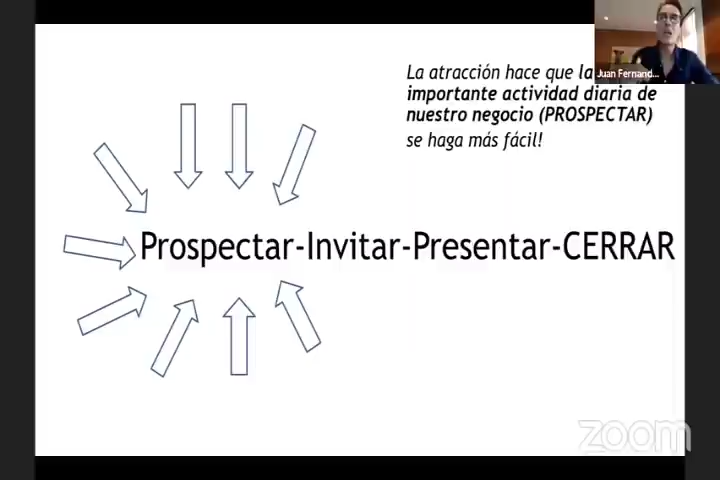 La atracción hace que la
importante actividad diaria de
nuestro negocio (PROSPECTAR)
se haga más fácil!
Juan Fernand...
Prospectar-Invitar-Presentar-CERRAR
zoom